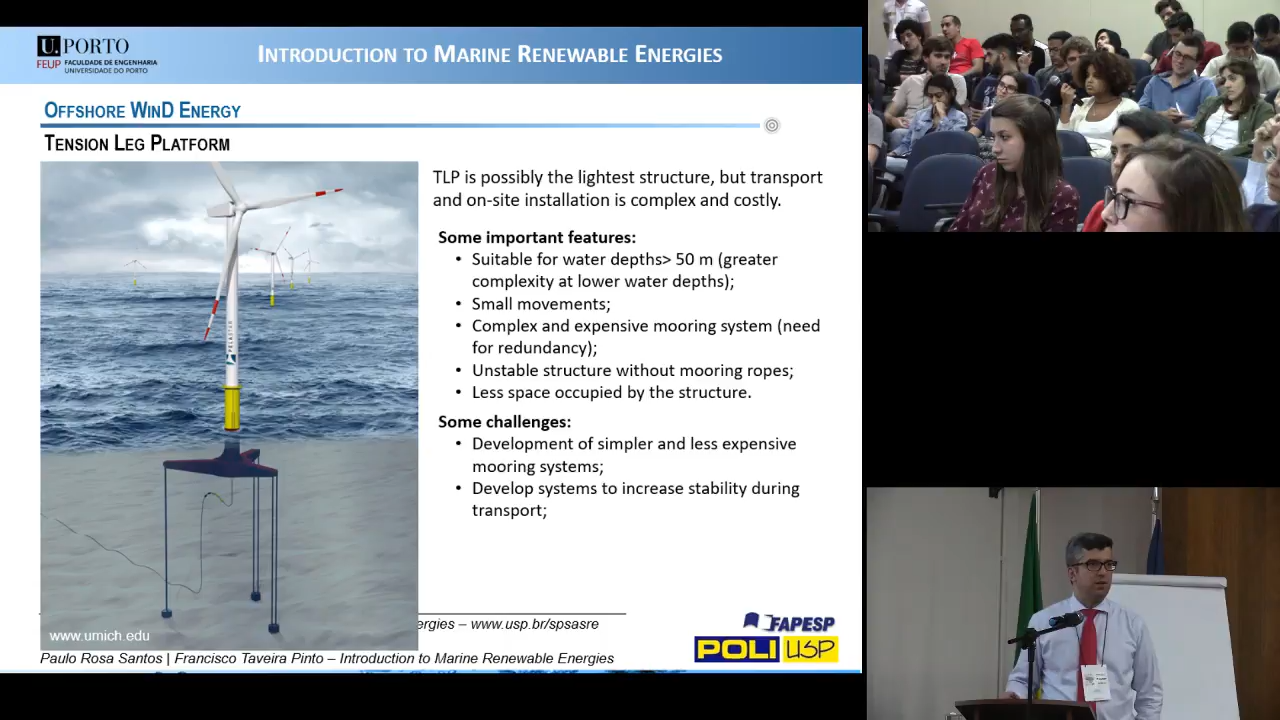 U. PORTO
FEUP FACULDADE DE ENGENHARIA
UNIVERSIDADE DO PORTO
INTRODUCTION TO MARINE RENEWABLE ENERGIES
OFFSHORE WIND ENERGY
TENSION LEG PLATFORM
TLP is possibly the lightest structure, but transport
and on-site installation is complex and costly.
Some important features:
• Suitable for water depths> 50 m (greater
complexity at lower water depths);
• Small movements;
• Complex and expensive mooring system (need
for redundancy);
• Unstable structure without mooring ropes;
• Less space occupied by the structure.
Some challenges:
• Development of simpler and less expensive
mooring systems;
• Develop systems to increase stability during
transport;
PELASTAR
www.umich.edu
ergies – www.usp.br/spsasre
Paulo Rosa Santos | Francisco Taveira Pinto – Introduction to Marine Renewable Energies
FAPESP
POLI USP